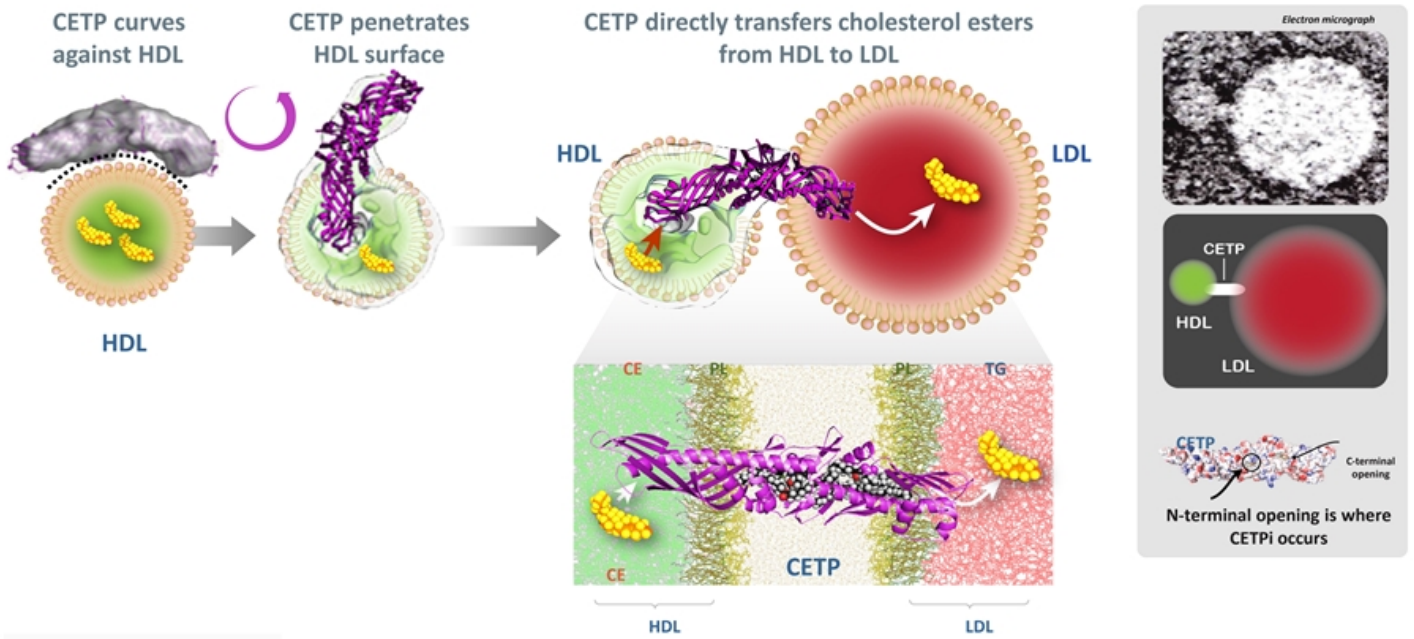 CETP curves
against HDL
CETP penetrates
HDL surface
CETP directly transfers cholesterol esters
from HDL to LDL
HDL
HDL
LDL
CE
PL
PL
TG
CE
CETP
HDL
LDL
Electron micrograph
CETP
HDL
LDL
CETP
C-terminal
opening
N-terminal opening is where
CETPi occurs